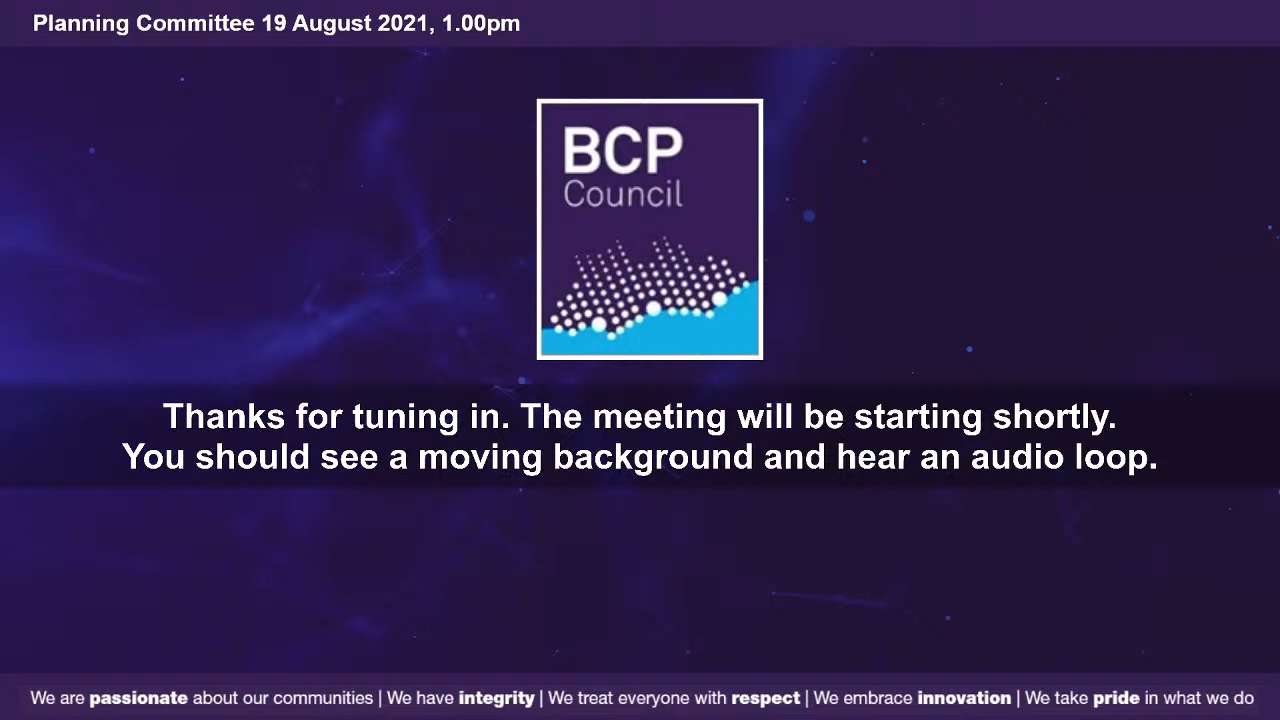 Planning Committee 19 August 2021, 1.00pm
BCP
Council
Thanks for tuning in. The meeting will be starting shortly.
You should see a moving background and hear an audio loop.
We are passionate about our communities | We have integrity | We treat everyone with respect | We embrace innovation | We take pride in what we do